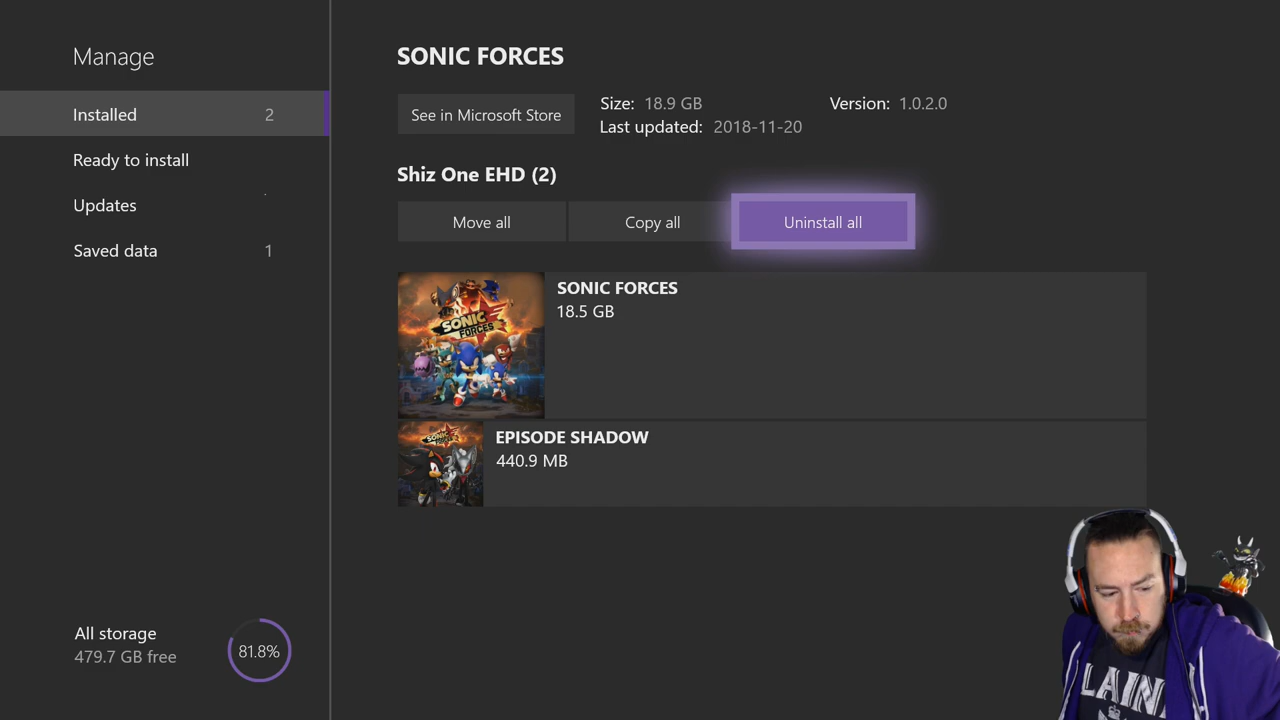 Manage
Installed 2
Ready to install
Updates
Saved data 1
All storage
479.7 GB free
81.8%
SONIC FORCES
See in Microsoft Store
Size: 18.9 GB Version: 1.0.2.0
Last updated: 2018-11-20
Shiz One EHD (2)
Move all Copy all Uninstall all
SONIC FORCES
SONIC FORCES
18.5 GB
EPISODE SHADOW
440.9 MB